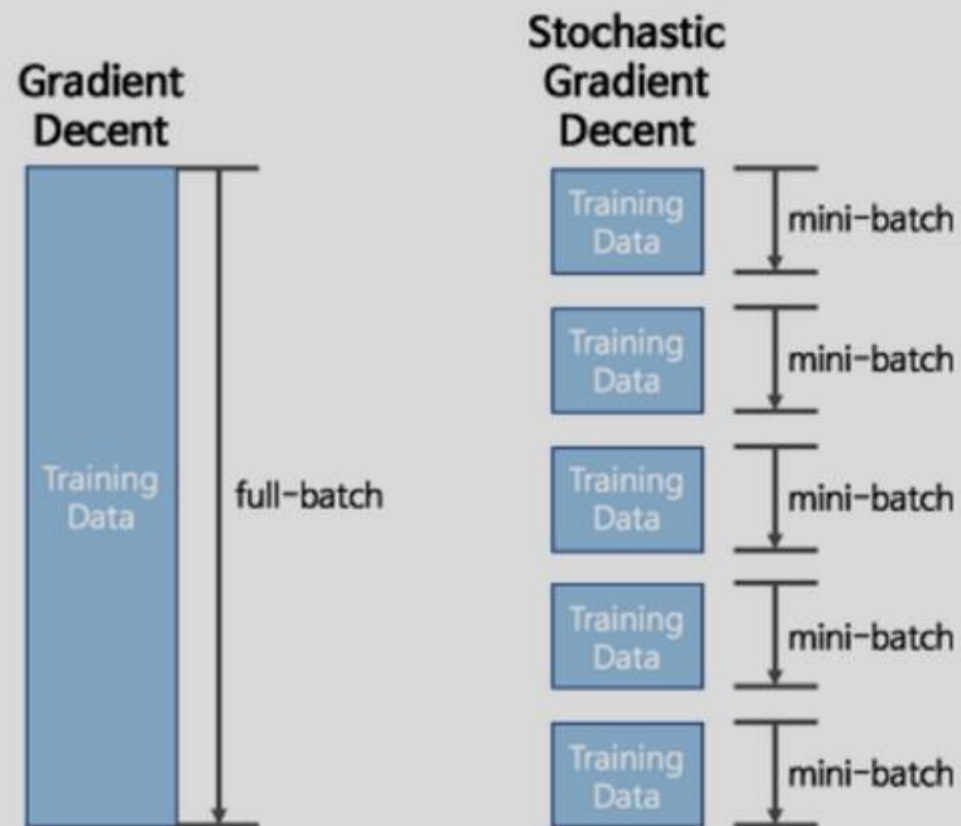 Gradient
Decent
Training
Data
full-batch
Stochastic
Gradient
Decent
Training
Data
mini-batch
Training
Data
mini-batch
Training
Data
mini-batch
Training
Data
mini-batch
Training
Data
mini-batch